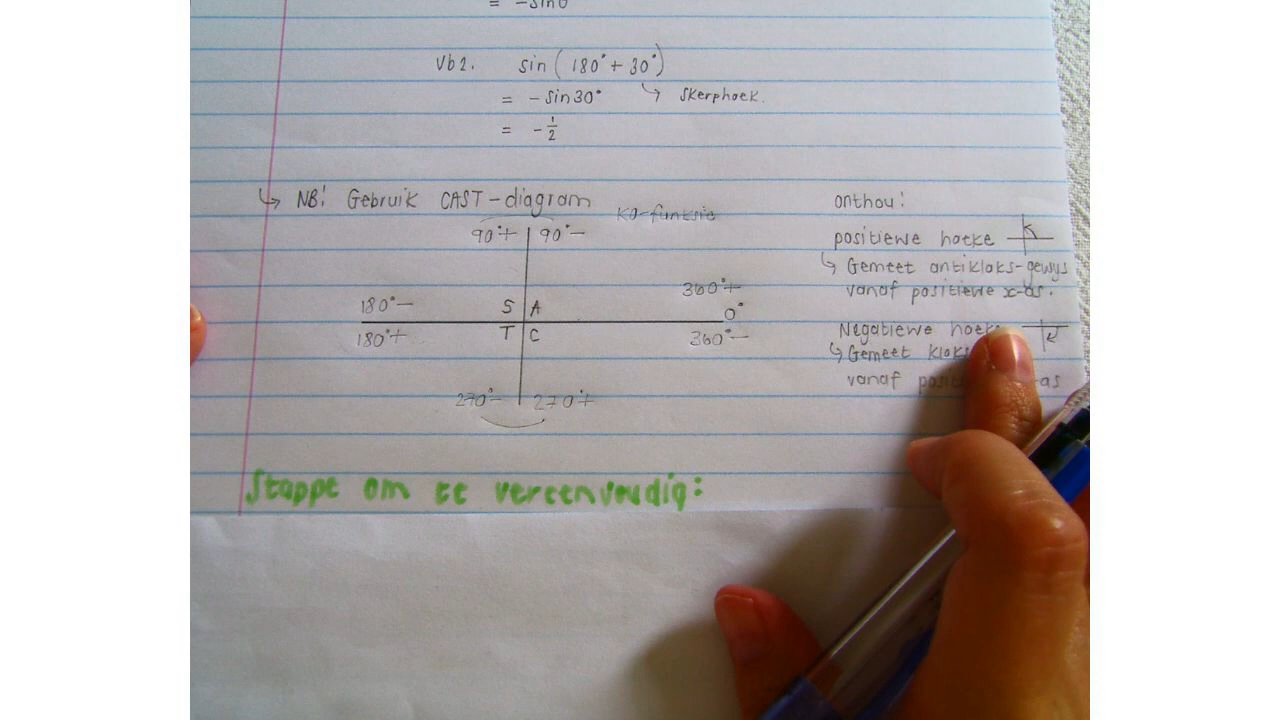 = -sinθ
Vb2. sin (180° + 30°)
= -sin30° ↳ Skerphoek.
= -1/2
↳ NB! Gebruik CAST-diagram
ko-funksie
90°+ 90°-
180°- S A 360°+
0°
180°+ T C 360°-
270°- 270°+
onthou!
positiewe hoeke
↳ Gemeet antikloks-gewys
vanaf positiewe x-as.
Negatiewe
↳ Gemeet
vanaf -as
Stappe om te vereenvoudig: